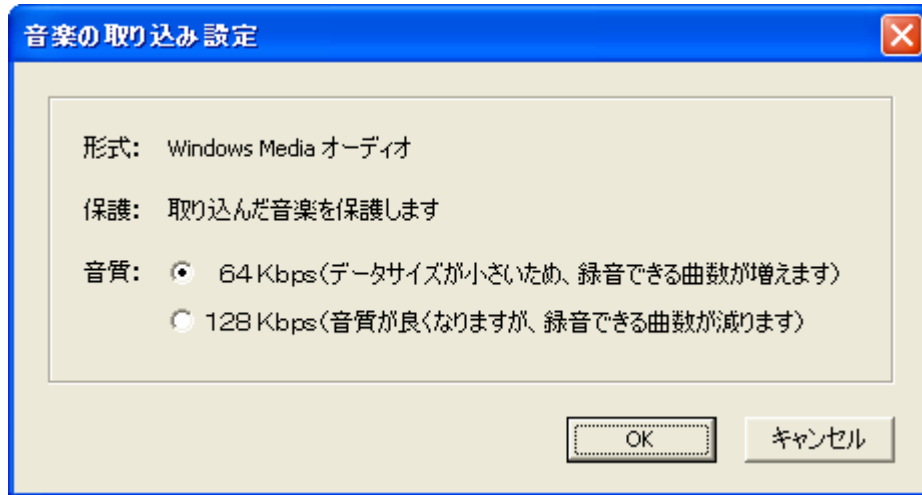 音楽の取り込み設定
形式: Windows Media オーディオ
保護: 取り込んだ音楽を保護します
音質: 64 Kbps(データサイズが小さいため、録音できる曲数が増えます)
128 Kbps(音質が良くなりますが、録音できる曲数が減ります)
OK キャンセル